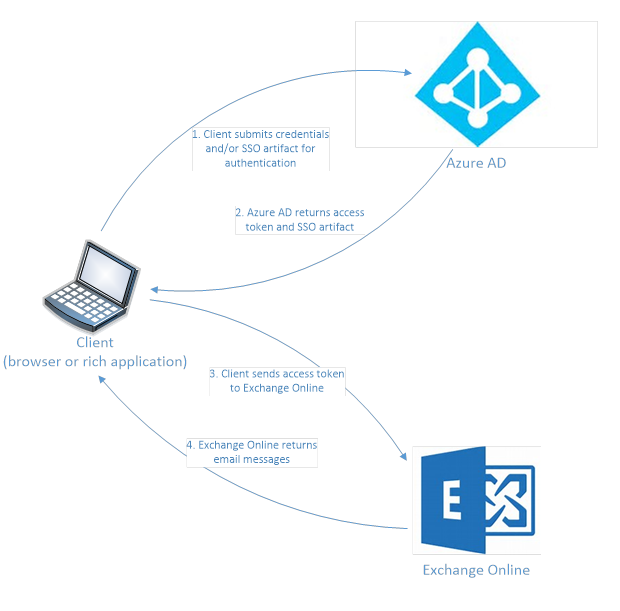 1. Client submits credentials
and/or SSO artifact for
authentication
Azure AD
2. Azure AD returns access
token and SSO artifact
Client
(browser or rich application)
3. Client sends access token
to Exchange Online
4. Exchange Online returns
email messages
E
Exchange Online